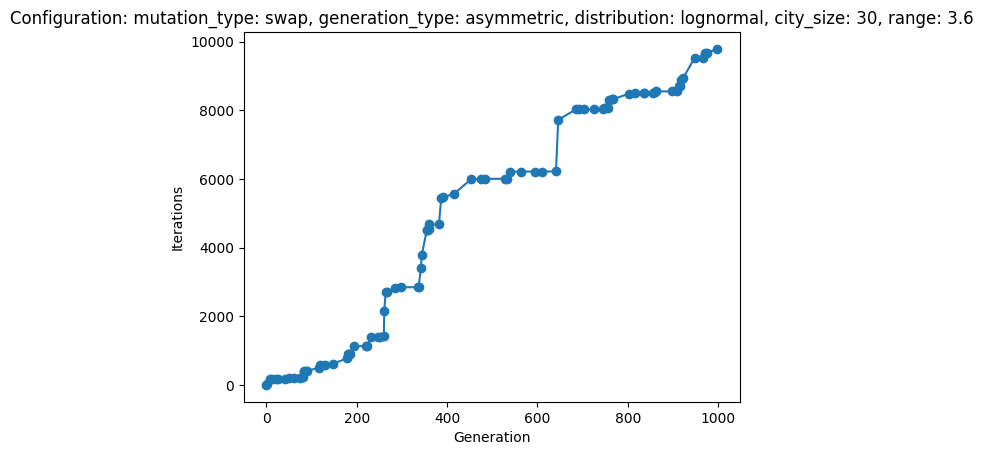 Configuration: mutation_type: swap, generation_type: asymmetric, distribution: lognormal, city_size: 30, range: 3.6
10000
8000
6000
4000
2000
0
Iterations
0 200 400 600 800 1000
Generation